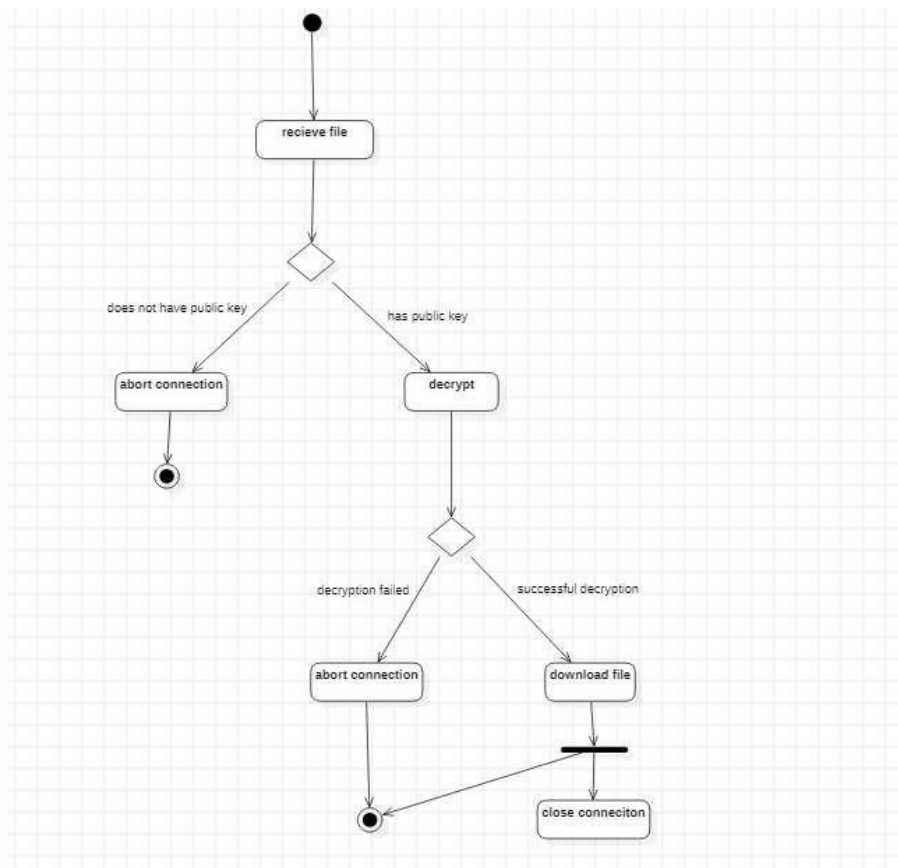 recieve file
does not have public key
has public key
abort connection
decrypt
decryption failed
successful decryption
abort connection
download file
close conneciton